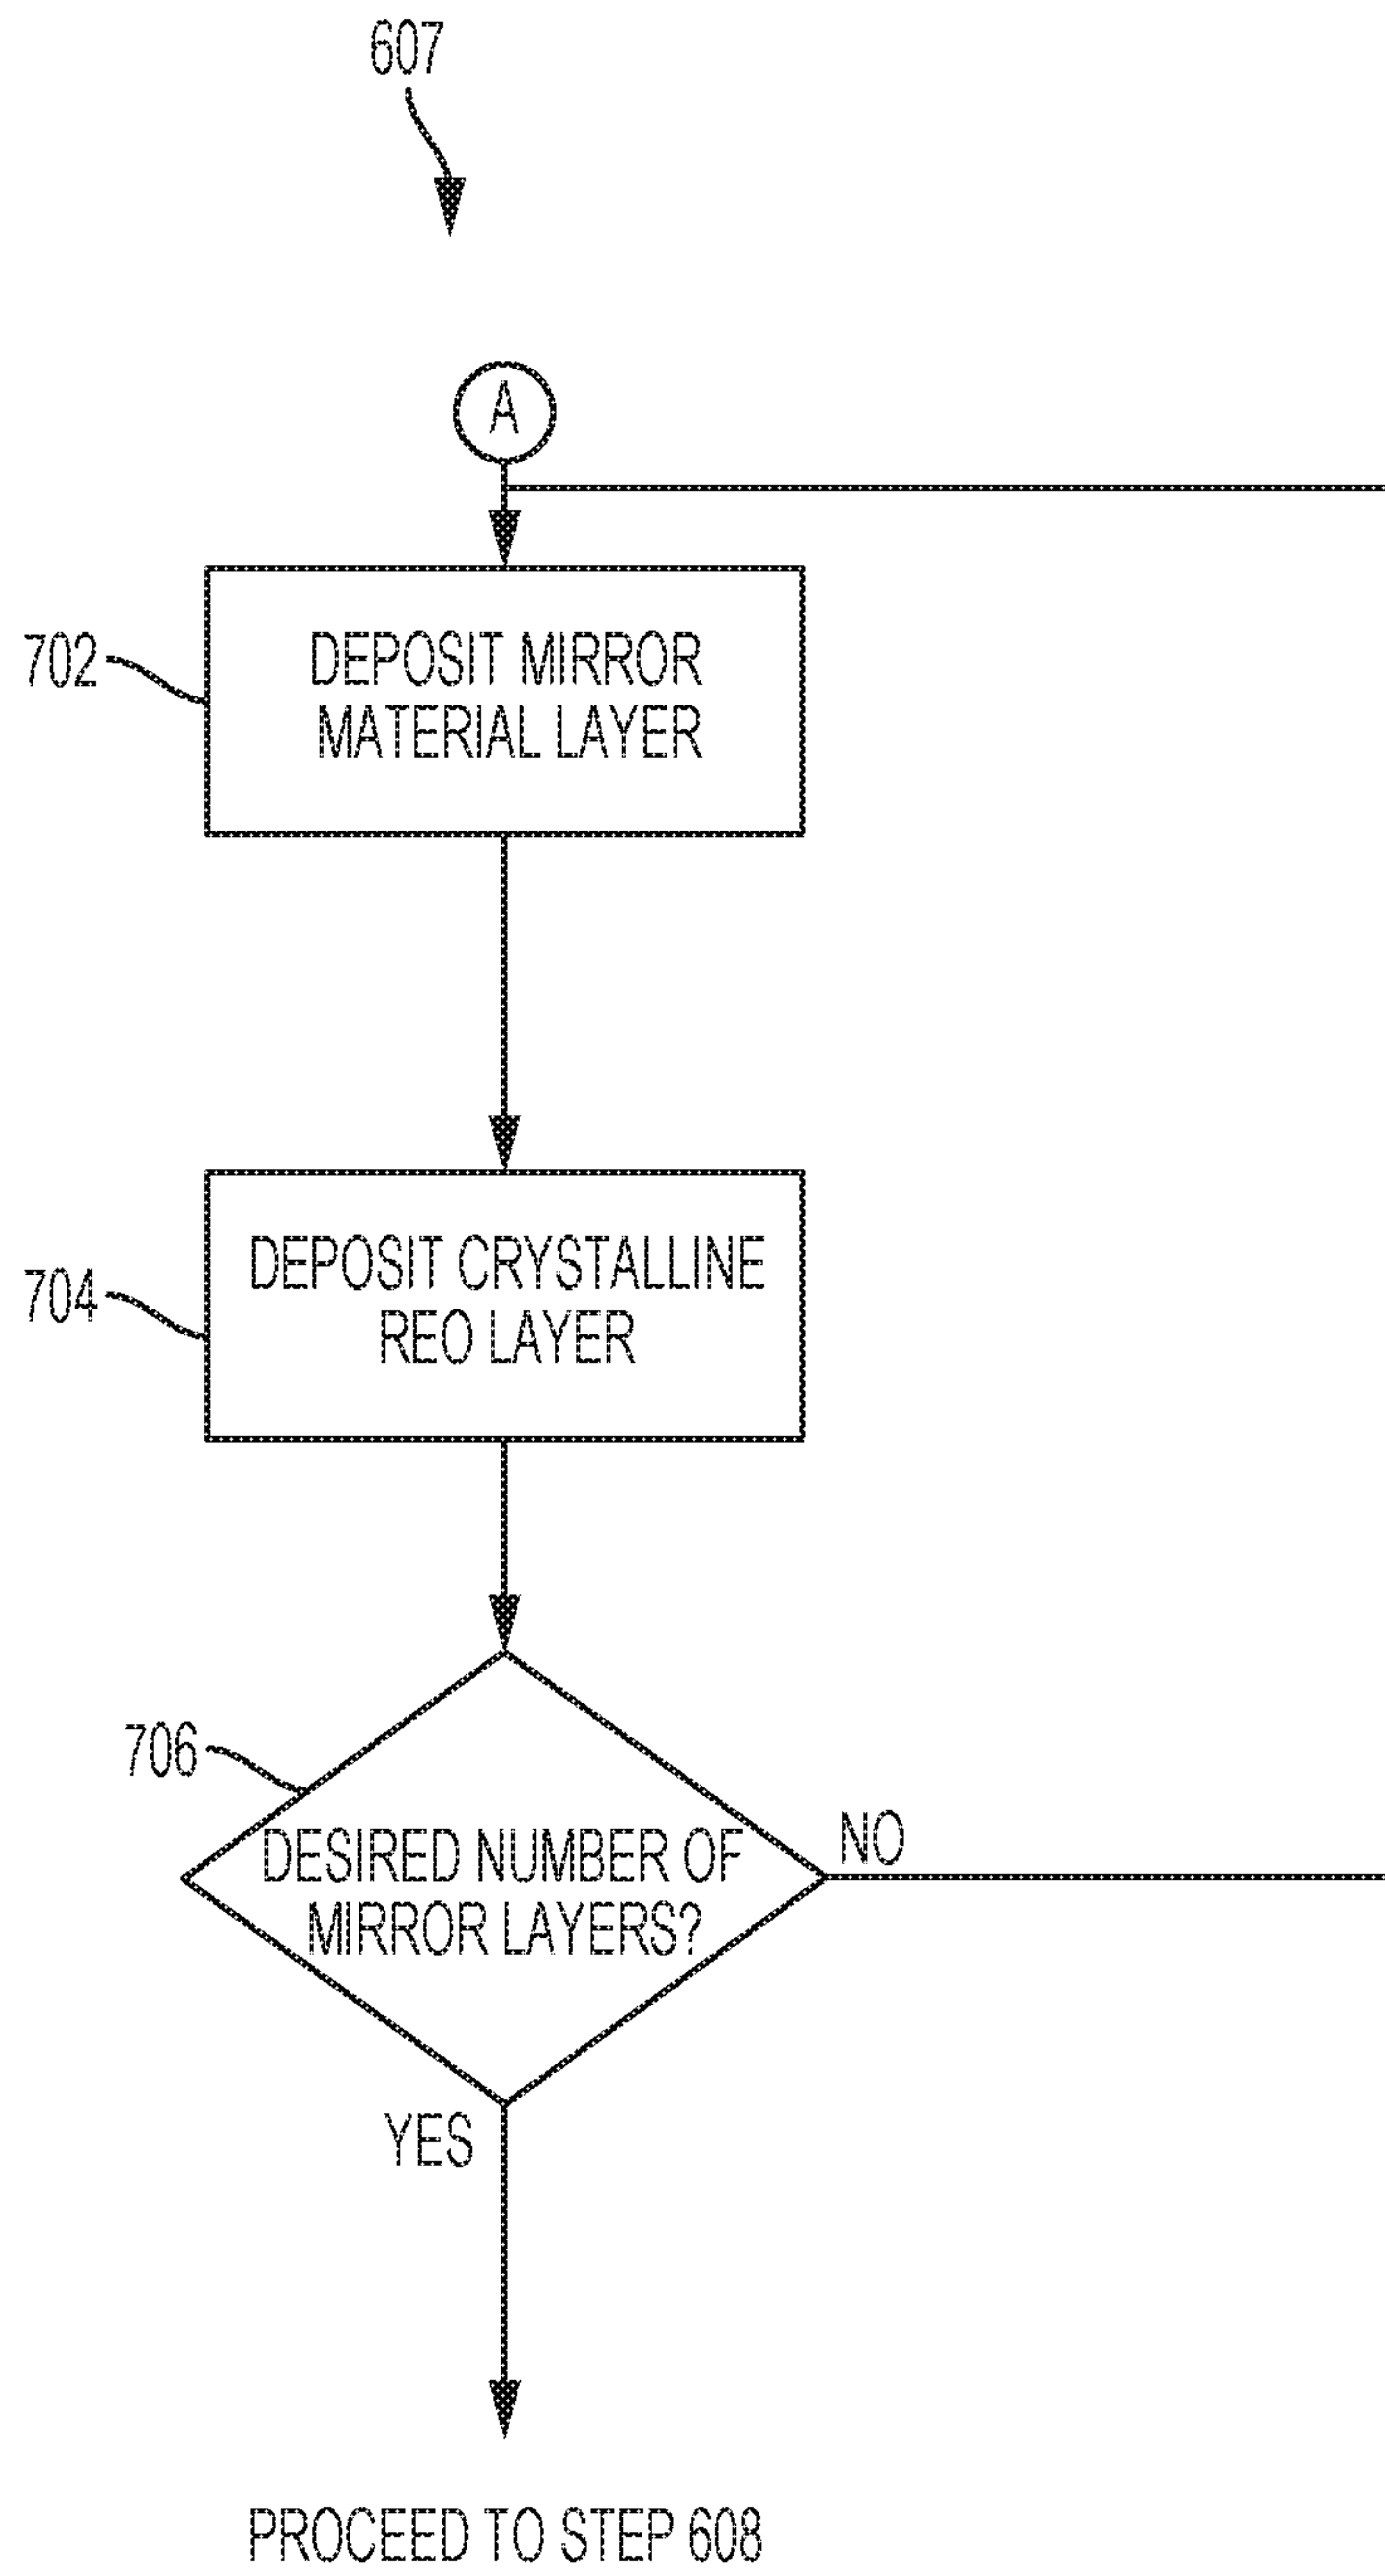 607
A
702
DEPOSIT MIRROR
MATERIAL LAYER
704
DEPOSIT CRYSTALLINE
REO LAYER
706
DESIRED NUMBER OF
MIRROR LAYERS?
NO
YES
PROCEED TO STEP 608